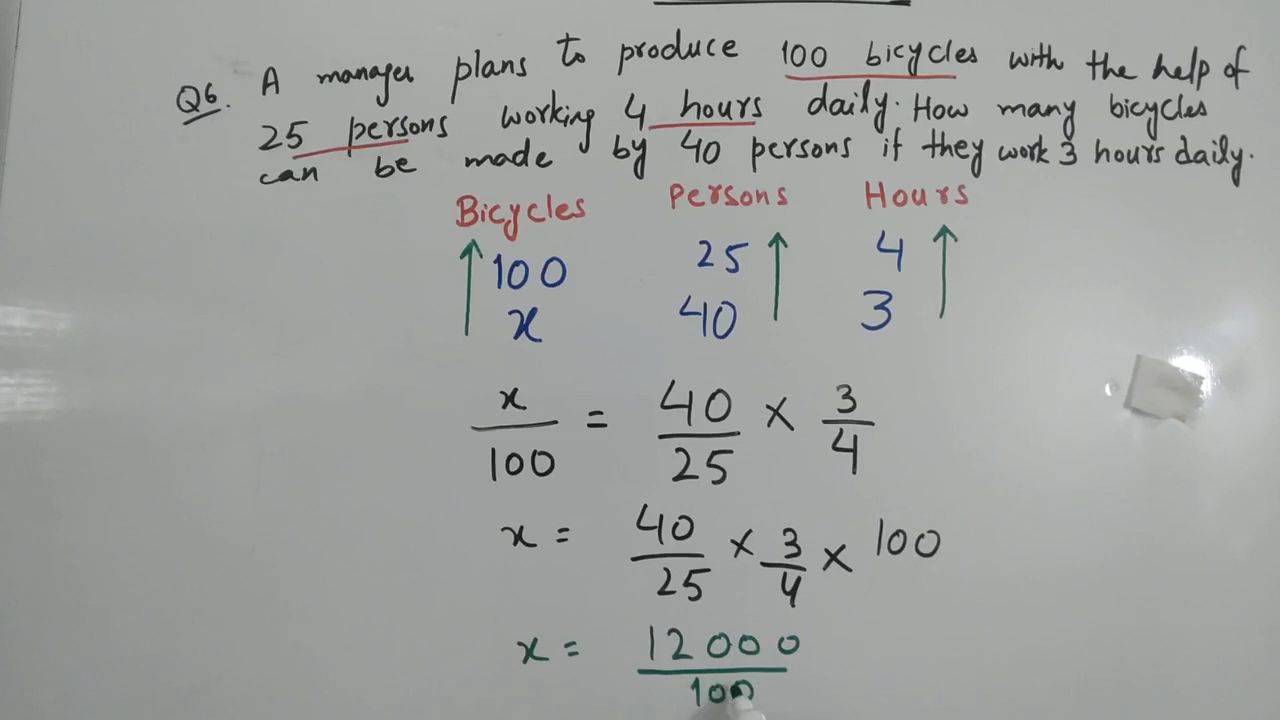 Q6. A manager plans to produce 100 bicycles with the help of
25 persons working 4 hours daily. How many bicycles
can be made by 40 persons if they work 3 hours daily.
Bicycles Persons Hours
100 25 4
x 40 3
x/100 = 40/25 × 3/4
x = 40/25 × 3/4 × 100
x = 12000/100